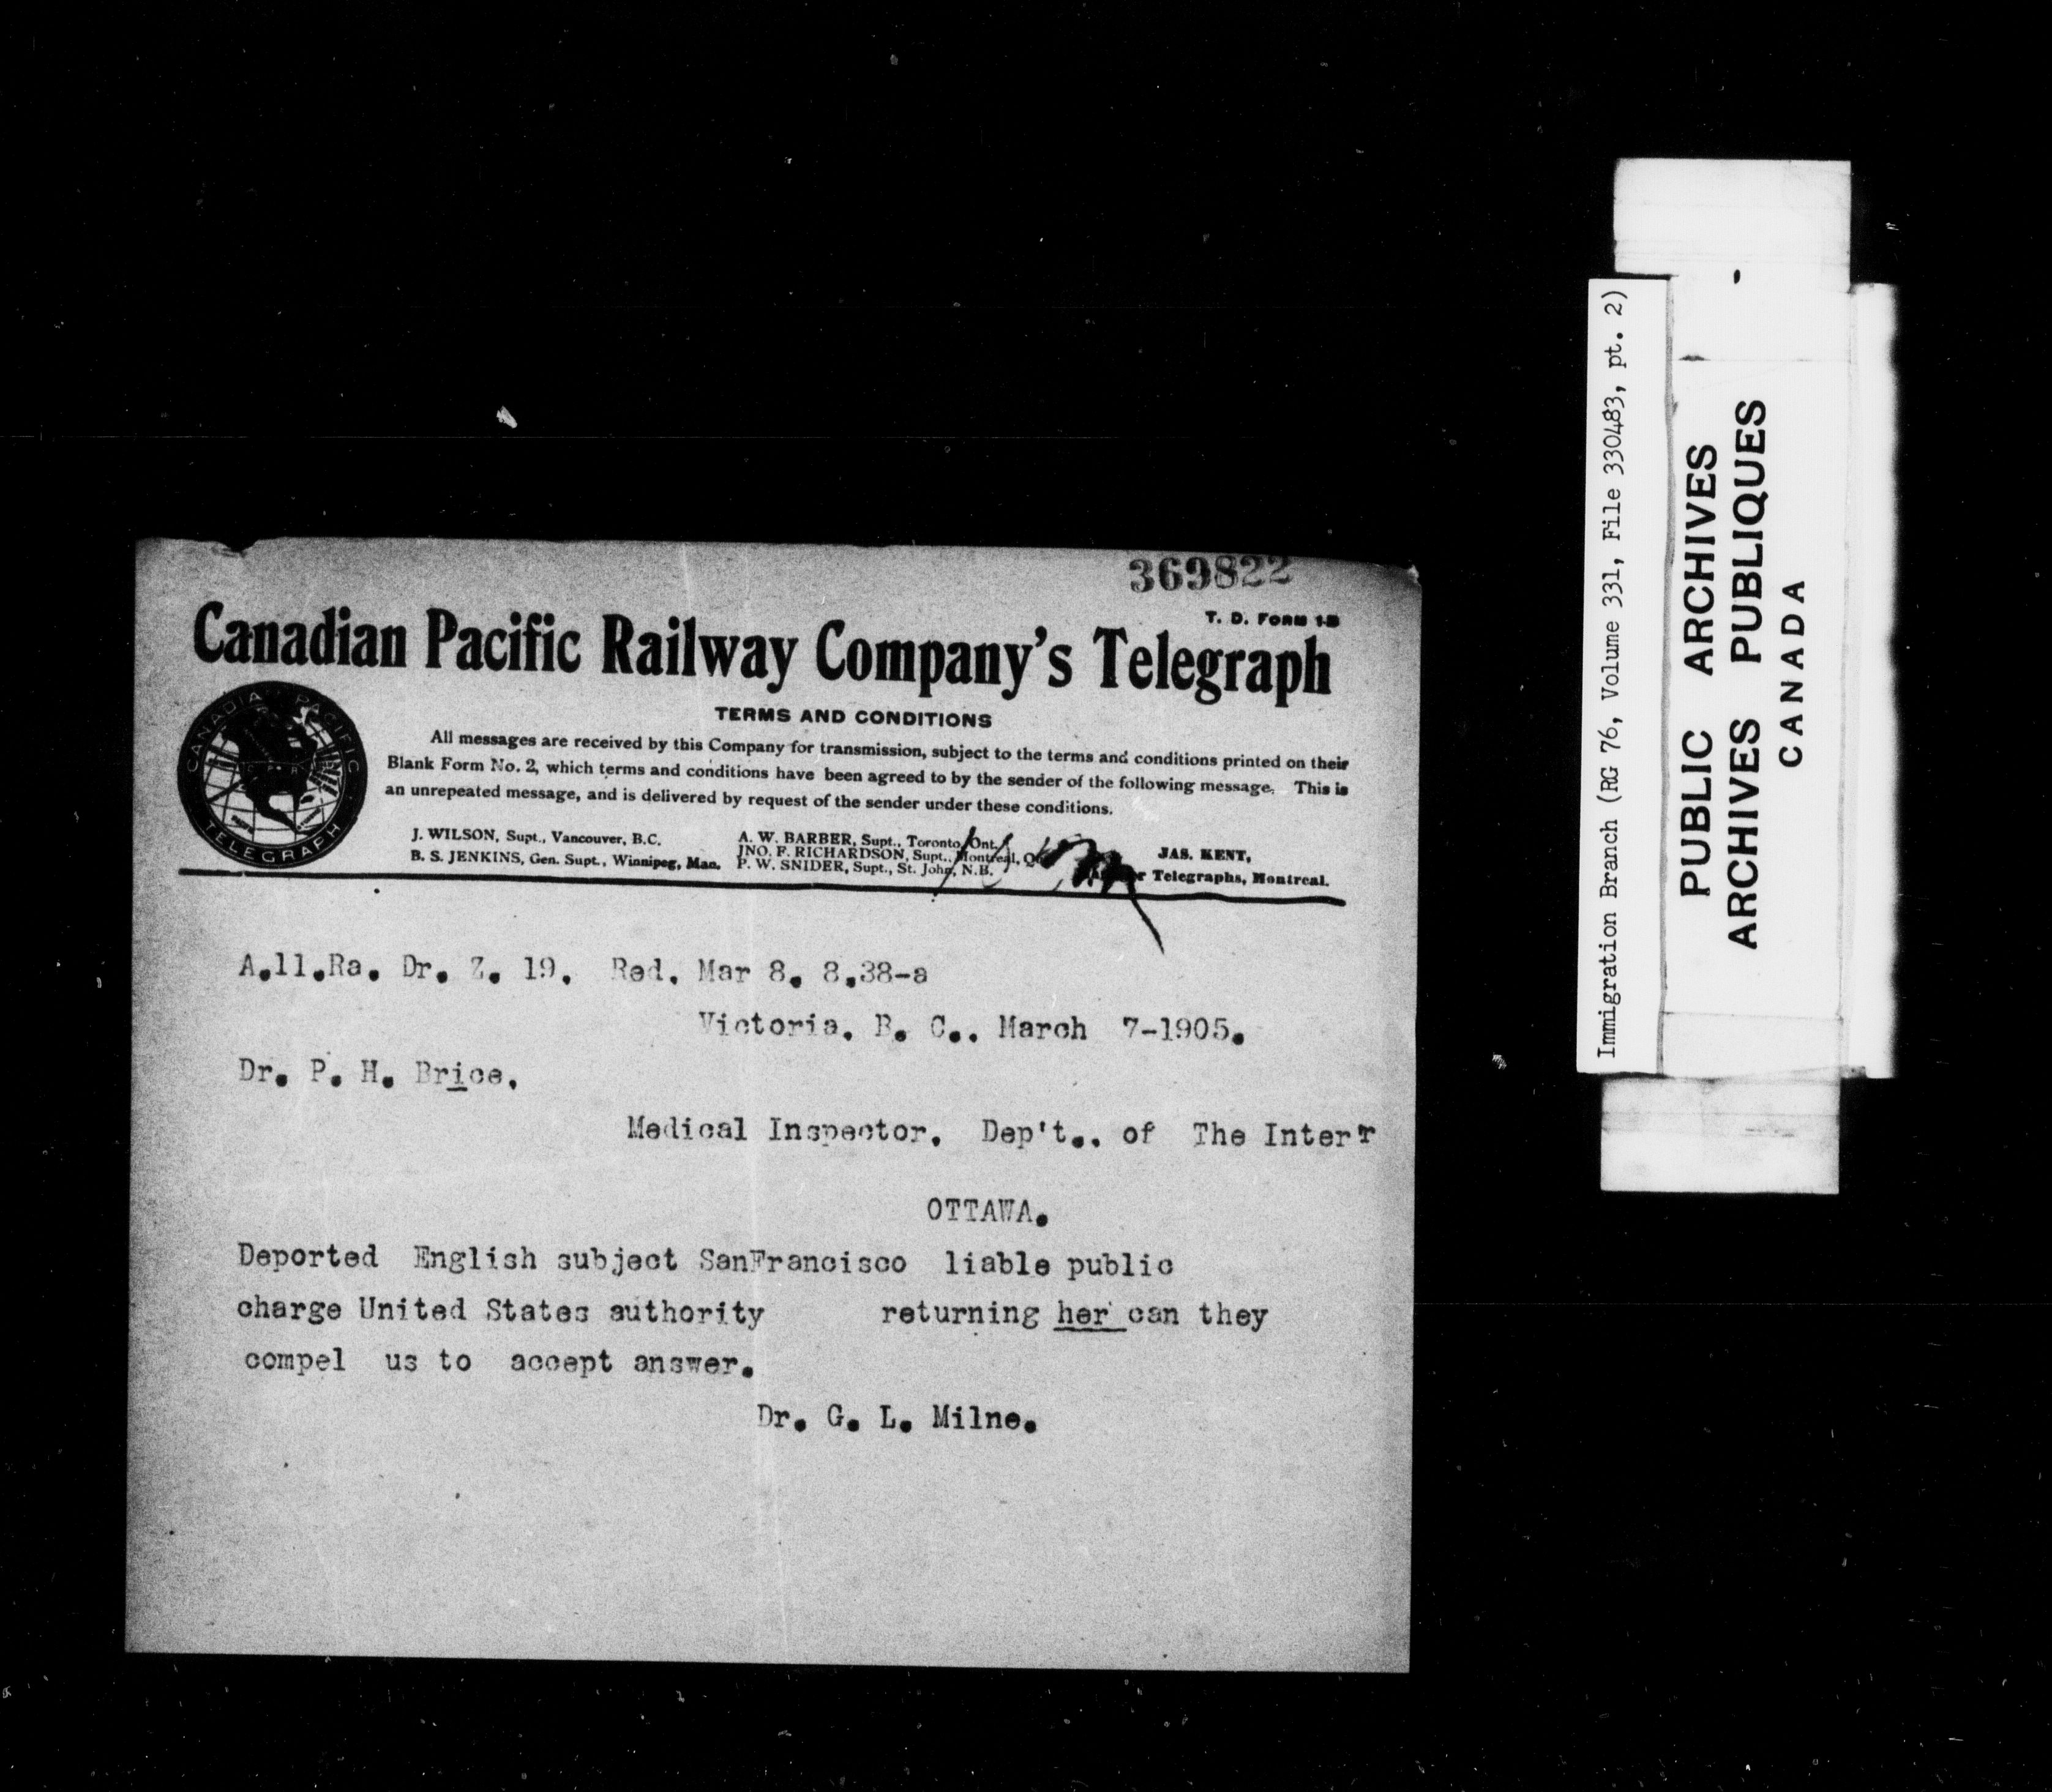 369822
T. D. FORM 1-B
Canadian Pacific Railway Company's Telegraph
CANADIAN PACIFIC
TELEGRAPH
TERMS AND CONDITIONS
All messages are received by this Company for transmission, subject to the terms and conditions printed on their
Blank Form No. 2, which terms and conditions have been agreed to by the sender of the following message. This is
an unrepeated message, and is delivered by request of the sender under these conditions.
J. WILSON, Supt., Vancouver, B.C.
B. S. JENKINS, Gen. Supt., Winnipeg, Man.
A. W. BARBER, Supt., Toronto, Ont.
JNO. F. RICHARDSON, Supt., Montreal,
P. W. SNIDER, Supt., St. John, N.B.
JAS. KENT,
Telegraphs, Montreal.
A.11.Ra. Dr. Z. 19. Red. Mar 8. 8.38-a
Victoria. B. C.. March 7-1905.
Dr. P. H. Brice.
Medical Inspector. Dep't.. of The Inter'r
OTTAWA.
Deported English subject SanFrancisco liable public
charge United States authority returning her can they
compel us to accept answer.
Dr. G. L. Milne.
Immigration Branch (RG 76, Volume 331, File 330483, pt. 2)
PUBLIC ARCHIVES
ARCHIVES PUBLIQUES
CANADA